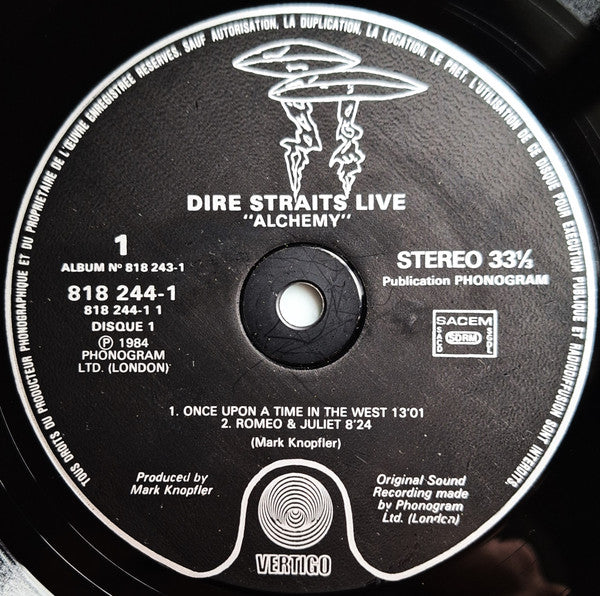 TOUS DROITS DU PRODUCTEUR PHONOGRAPHIQUE ET DU PROPRIETAIRE DE L'ŒUVRE ENREGISTREE RESERVES. SAUF AUTORISATION, LA DUPLICATION, LA LOCATION, LE PRET, L'UTILISATION DE CE DISQUE POUR EXECUTION PUBLIQUE ET RADIODIFFUSION SONT INTERDITS.
DIRE STRAITS LIVE
"ALCHEMY"
1
ALBUM Nº 818 243-1
818 244-1
818 244-1 1
DISQUE 1
Ⓟ 1984
PHONOGRAM
LTD. (LONDON)
STEREO 33⅓
Publication PHONOGRAM
SACEM
SACD
SDRM
SGDL
1. ONCE UPON A TIME IN THE WEST 13'01
2. ROMEO & JULIET 8'24
(Mark Knopfler)
Produced by
Mark Knopfler
Original Sound
Recording made
by Phonogram
Ltd. (London)
VERTIGO